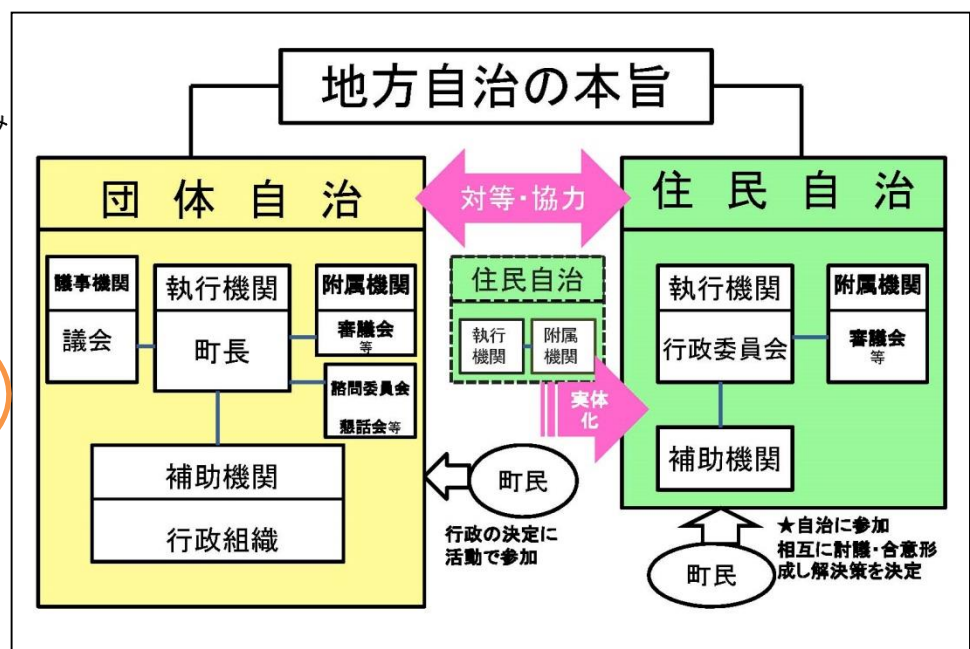 地方自治の本旨
み
団体自治
対等・協力
住民自治
議事機関
議会
執行機関
町長
附属機関
審議会
等
諮問委員会
懇話会等
補助機関
行政組織
住民自治
執行
機関
附属
機関
実体
化
町民
行政の決定に
活動で参加
執行機関
行政委員会
附属機関
審議会
等
補助機関
町民
★自治に参加
相互に討議・合意形
成し解決策を決定